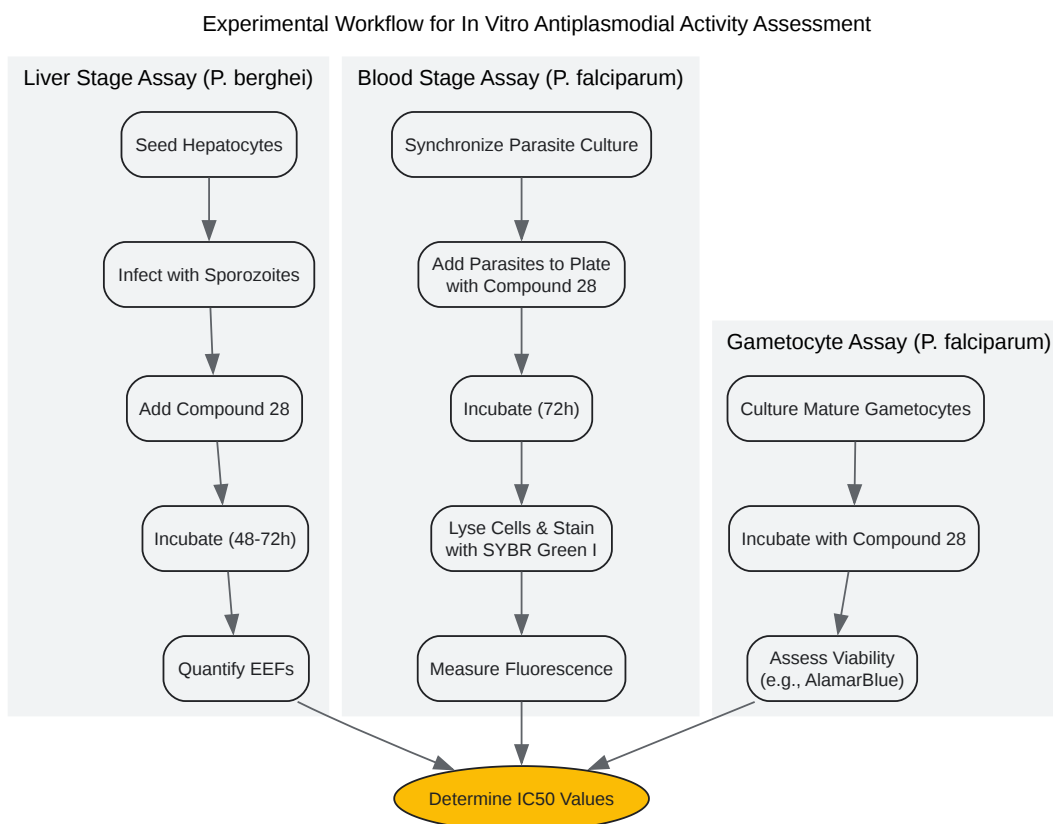 Experimental Workflow for In Vitro Antiplasmodial Activity Assessment
Liver Stage Assay (P. berghei)
Seed Hepatocytes
Infect with Sporozoites
Add Compound 28
Incubate (48-72h)
Quantify EEFs
Blood Stage Assay (P. falciparum)
Synchronize Parasite Culture
Add Parasites to Plate
with Compound 28
Incubate (72h)
Lyse Cells & Stain
with SYBR Green I
Measure Fluorescence
Gametocyte Assay (P. falciparum)
Culture Mature Gametocytes
Incubate with Compound 28
Assess Viability
(e.g., AlamarBlue)
Determine IC50 Values